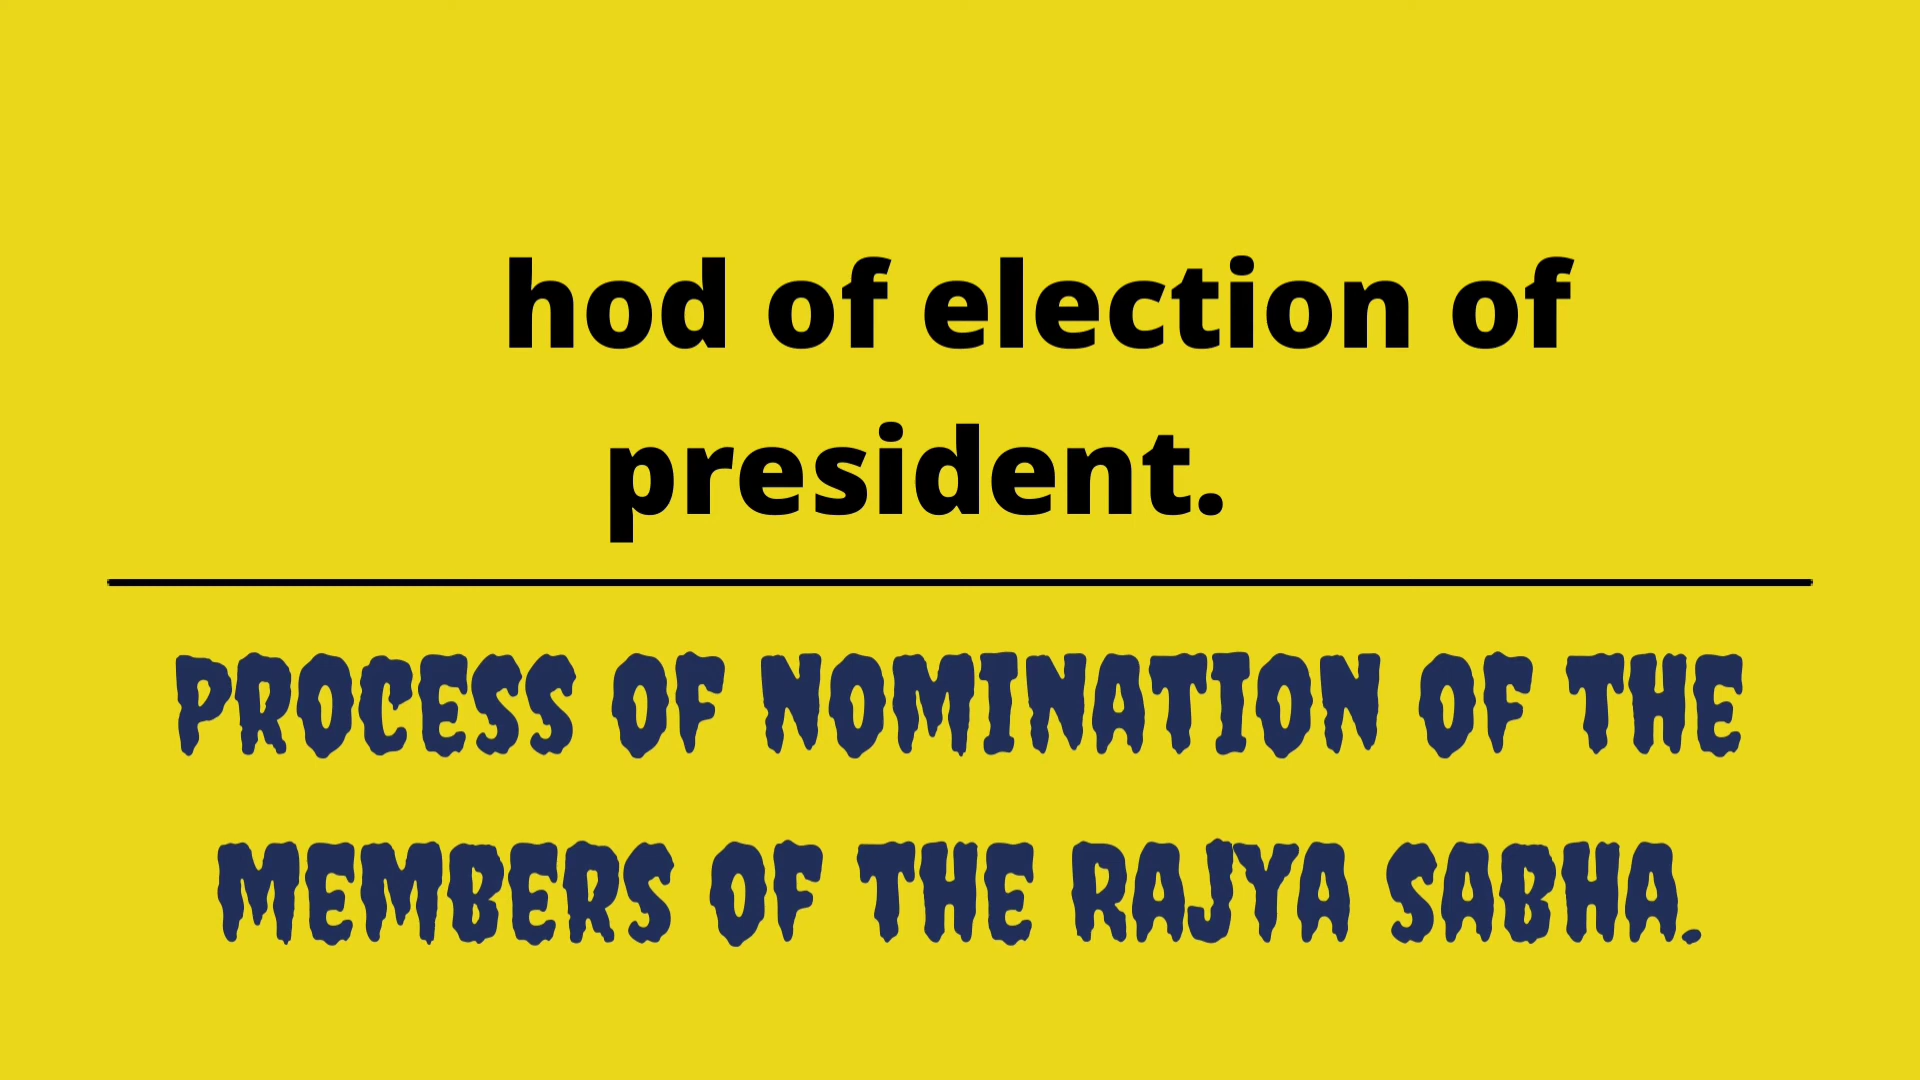 hod of election of
president.
PROCESS OF NOMINATION OF THE
MEMBERS OF THE RAJYA SABHA.